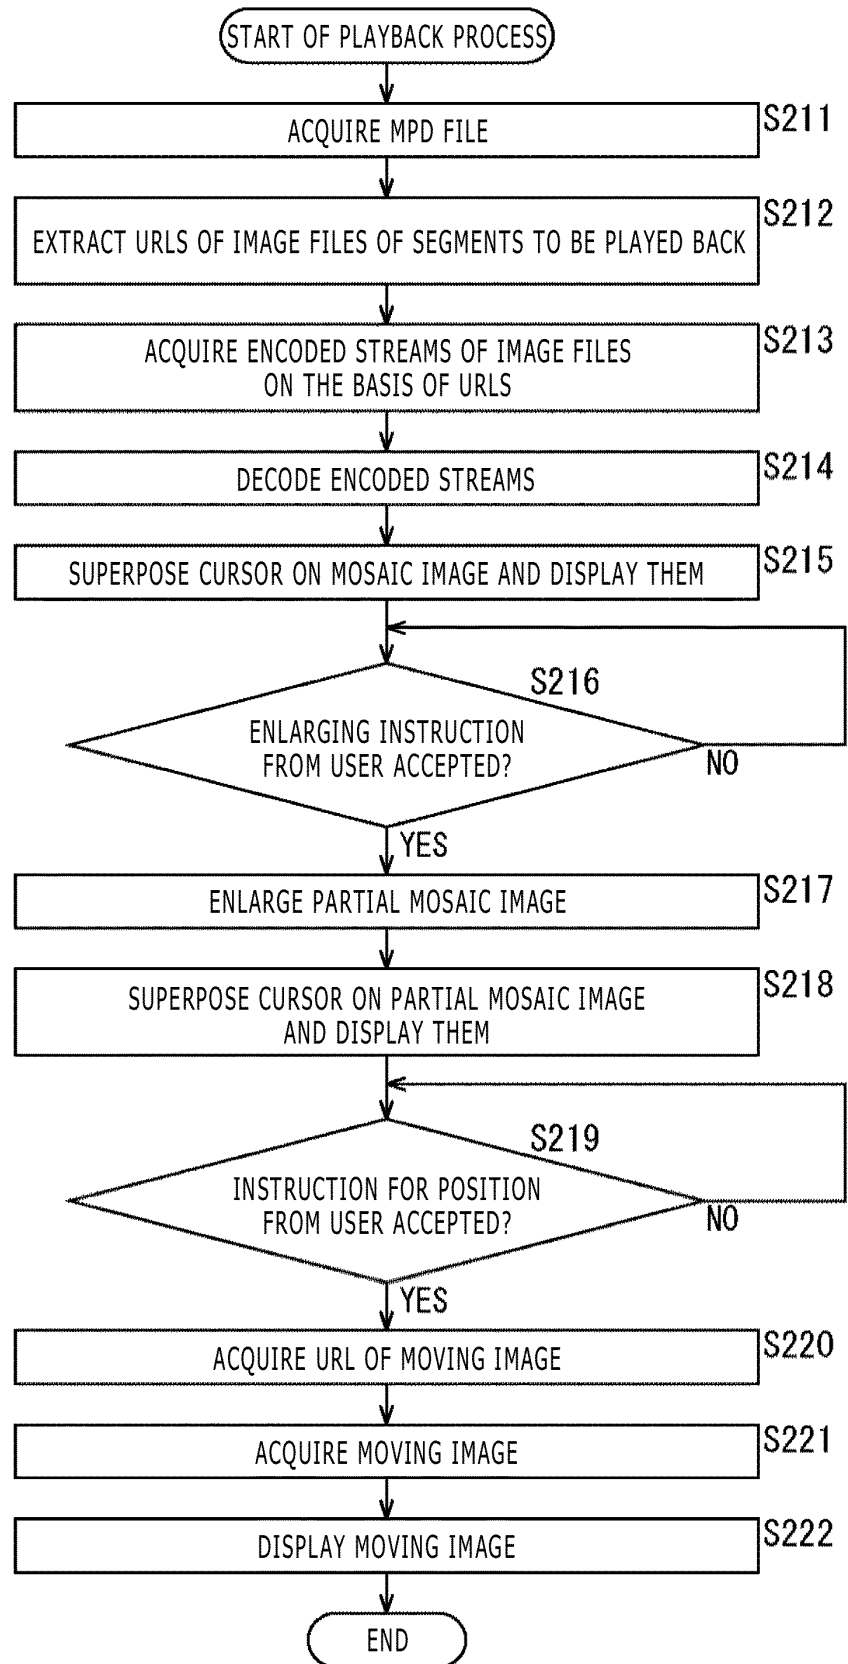 START OF PLAYBACK PROCESS
S211
ACQUIRE MPD FILE
S212
EXTRACT URLS OF IMAGE FILES OF SEGMENTS TO BE PLAYED BACK
S213
ACQUIRE ENCODED STREAMS OF IMAGE FILES
ON THE BASIS OF URLS
S214
DECODE ENCODED STREAMS
S215
SUPERPOSE CURSOR ON MOSAIC IMAGE AND DISPLAY THEM
S216
ENLARGING INSTRUCTION
FROM USER ACCEPTED?
NO
YES
S217
ENLARGE PARTIAL MOSAIC IMAGE
S218
SUPERPOSE CURSOR ON PARTIAL MOSAIC IMAGE
AND DISPLAY THEM
S219
INSTRUCTION FOR POSITION
FROM USER ACCEPTED?
NO
YES
S220
ACQUIRE URL OF MOVING IMAGE
S221
ACQUIRE MOVING IMAGE
S222
DISPLAY MOVING IMAGE
END